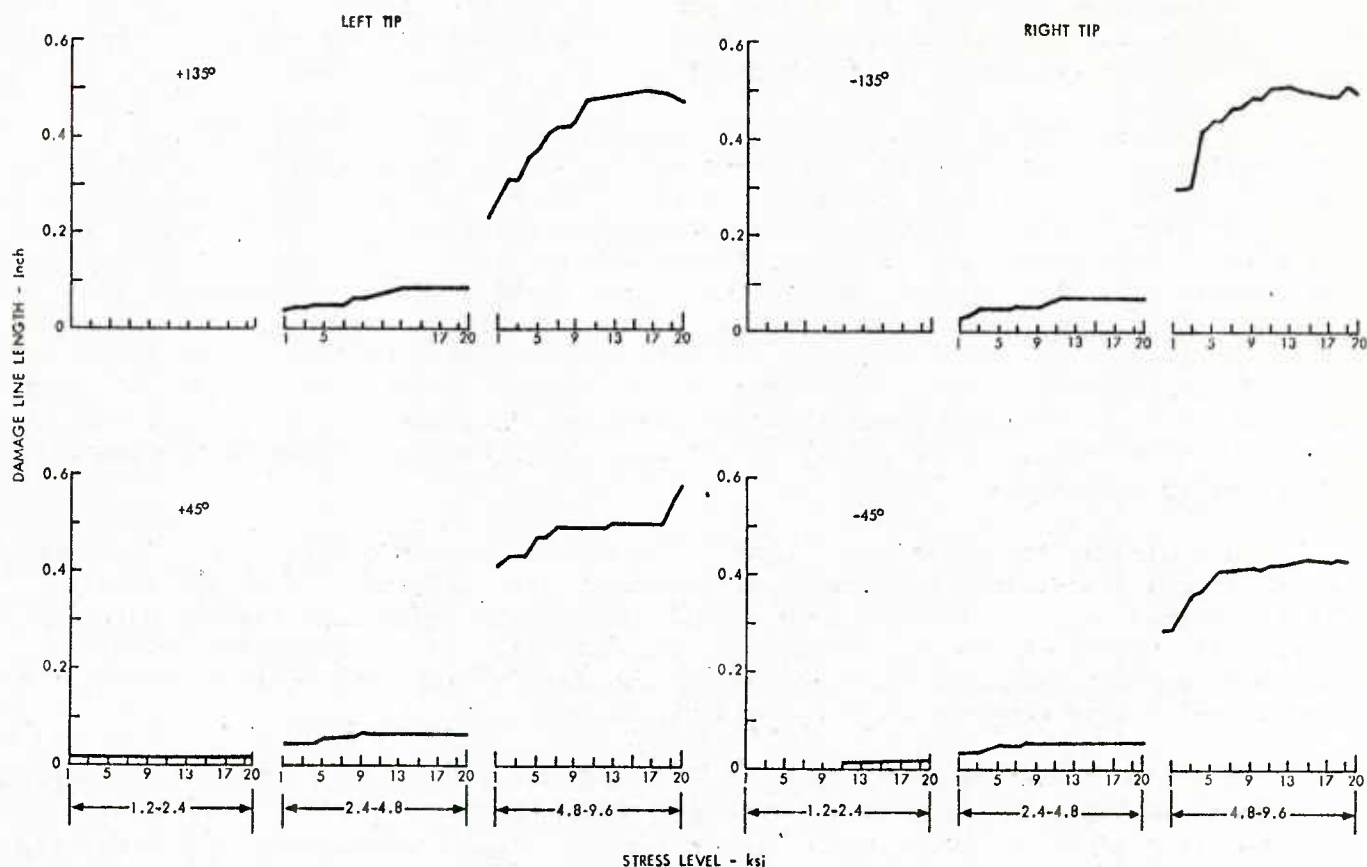 LEFT TIP
RIGHT TIP
0.6
0.4
0.2
0
+135º
1 5 17 20
1 5 9 13 17 20
0.6
0.4
0.2
0
-135º
1 5 9 13 17 20
1 5 9 13 17 20
DAMAGE LINE LENGTH - Inch
0.6
0.4
0.2
0
+45º
1 5 9 13 17 20
1 5 9 13 17 20
1 5 9 13 17 20
0.6
0.4
0.2
0
-45º
1 5 9 13 17 20
1 5 9 13 17 20
1 5 9 13 17 20
1.2-2.4
2.4-4.8
4.8-9.6
1.2-2.4
2.4-4.8
4.8-9.6
STRESS LEVEL - ksi